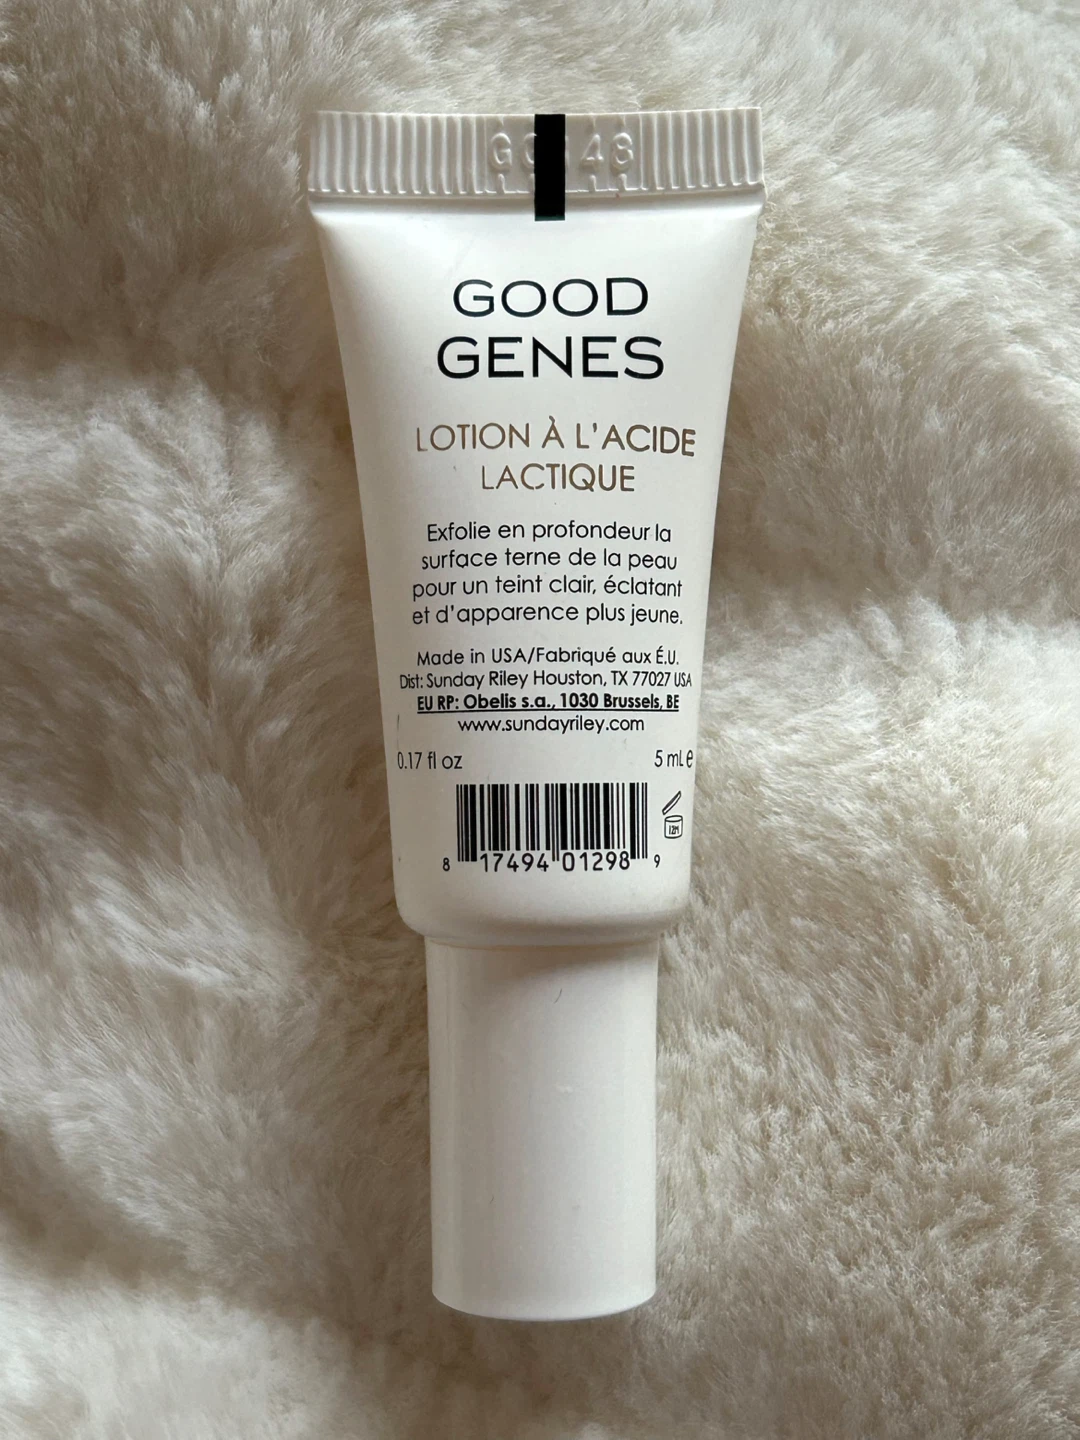 GOOD
GENES
LOTION À L'ACIDE
LACTIQUE
Exfolie en profondeur la
surface terne de la peau
pour un teint clair, éclatant
et d'apparence plus jeune.
Made in USA/Fabriqué aux É.U.
Dist: Sunday Riley Houston, TX 77027 USA
EU RP: Obelis s.a., 1030 Brussels, BE
www.sundayriley.com
0.17 fl oz 5 mL e
12M
8 17494 01298 9